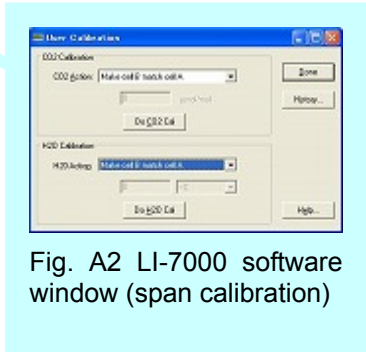 User Calibration
CO2 Calibration
CO2 Action: Make cell B match cell A.
Done
History...
Do CO2 Cal
H2O Calibration
H2O Action: Make cell B match cell A.
Do H2O Cal
Help...
Fig. A2 LI-7000 software
window (span calibration)